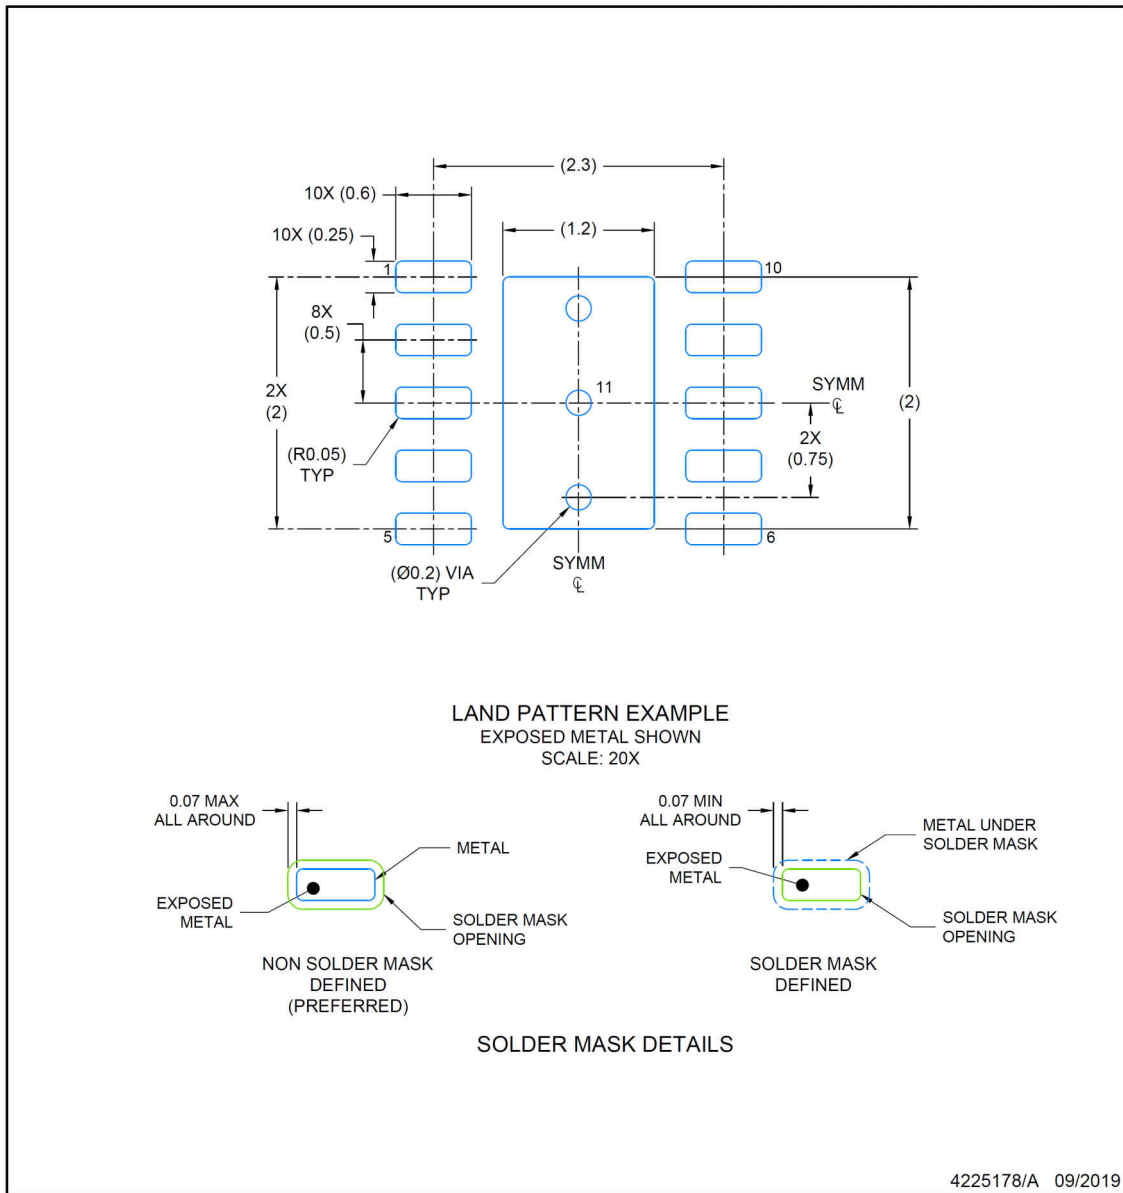 (2.3)
10X (0.6)
(1.2)
10X (0.25)
1
10
8X
(0.5)
11
SYMM
℄
2X
(2)
(2)
2X
(0.75)
(R0.05)
TYP
5
6
(Ø0.2) VIA
TYP
SYMM
℄
LAND PATTERN EXAMPLE
EXPOSED METAL SHOWN
SCALE: 20X
0.07 MAX
ALL AROUND
METAL
EXPOSED
METAL
SOLDER MASK
OPENING
NON SOLDER MASK
DEFINED
(PREFERRED)
0.07 MIN
ALL AROUND
METAL UNDER
SOLDER MASK
EXPOSED
METAL
SOLDER MASK
OPENING
SOLDER MASK
DEFINED
SOLDER MASK DETAILS
4225178/A 09/2019